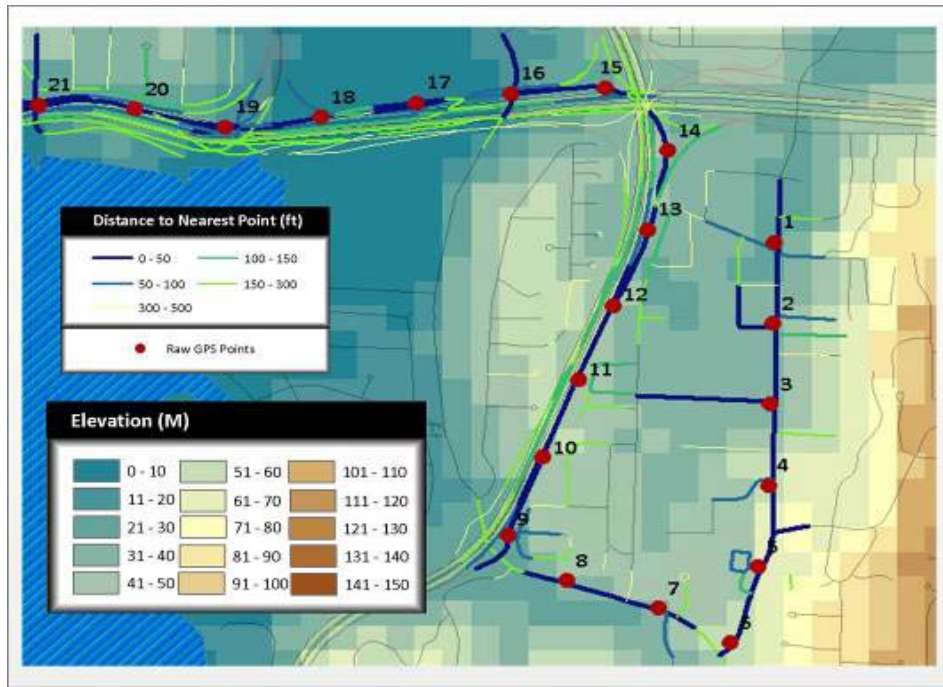 21
20
19
18
17
16
15
14
13
12
11
10
9
8
7
6
5
4
3
2
1
Distance to Nearest Point (ft)
0 - 50 100 - 150
50 - 100 150 - 300
300 - 500
Raw GPS Points
Elevation (M)
0 - 10 51 - 60 101 - 110
11 - 20 61 - 70 111 - 120
21 - 30 71 - 80 121 - 130
31 - 40 81 - 90 131 - 140
41 - 50 91 - 100 141 - 150